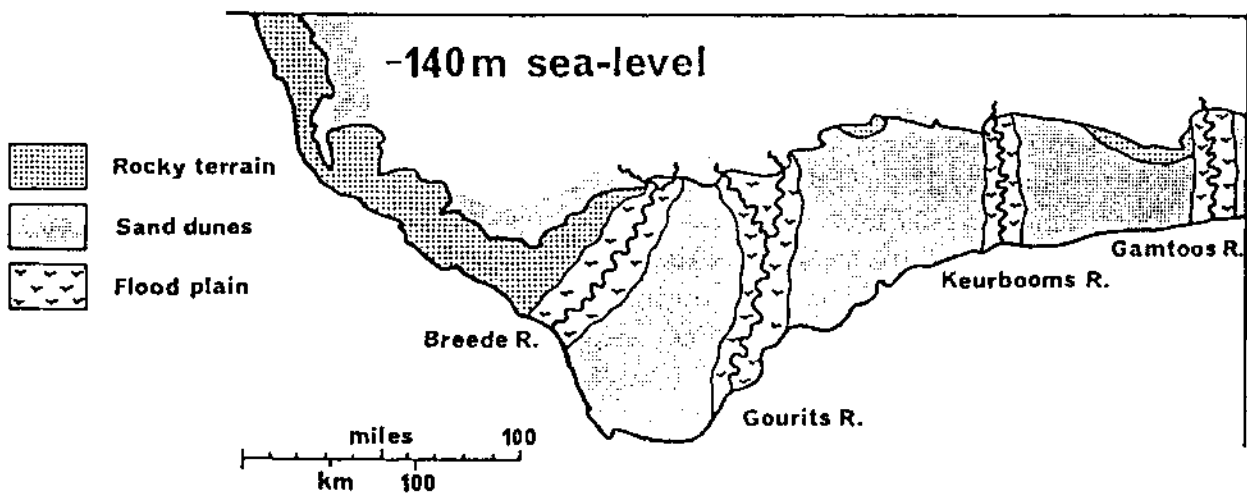 -140m sea-level
Rocky terrain
Sand dunes
Flood plain
Breede R.
Gourits R.
Keurbooms R.
Gamtoos R.
miles 100
km 100